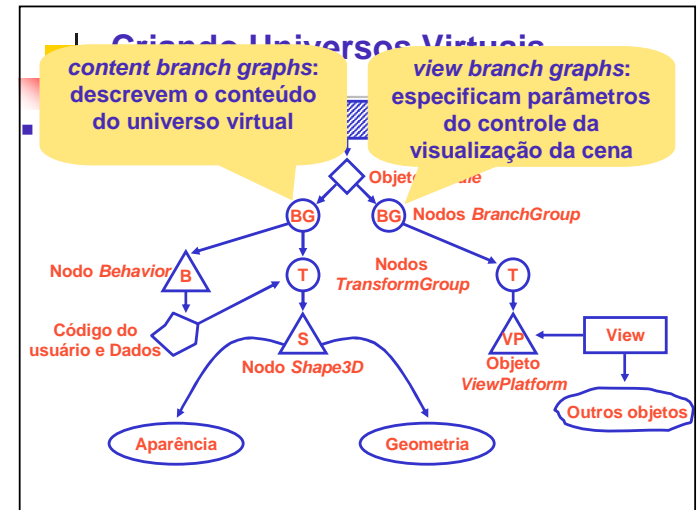 content branch graphs:
descrevem o conteúdo
do universo virtual
view branch graphs:
especificam parâmetros
do controle da
visualização da cena
Objeto
BG
BG
Nodos BranchGroup
Nodo Behavior
B
T
Nodos
TransformGroup
T
Código do
usuário e Dados
S
Nodo Shape3D
VP
Objeto
ViewPlatform
View
Outros objetos
Aparência
Geometria